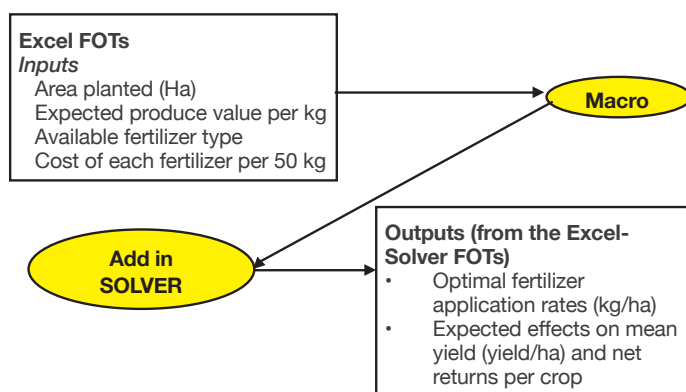 Excel FOTs
Inputs
Area planted (Ha)
Expected produce value per kg
Available fertilizer type
Cost of each fertilizer per 50 kg
Macro
Add in
SOLVER
Outputs (from the Excel-
Solver FOTs)
• Optimal fertilizer
application rates (kg/ha)
• Expected effects on mean
yield (yield/ha) and net
returns per crop